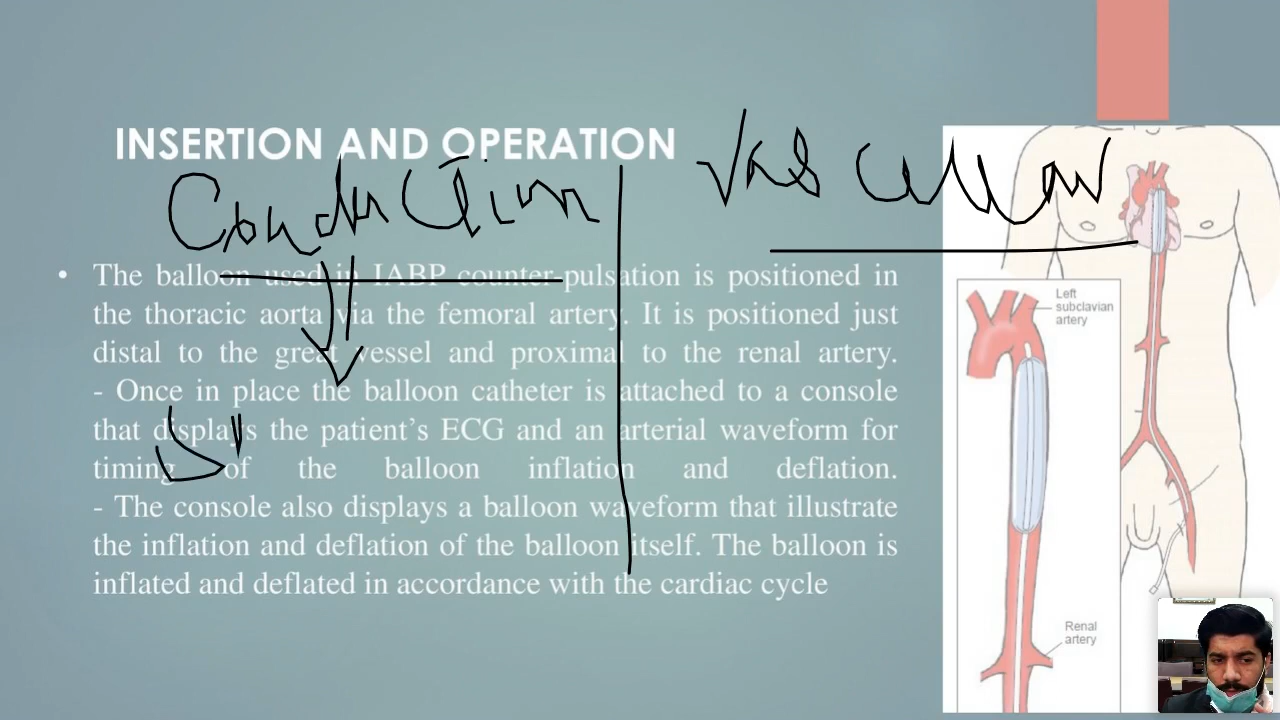 INSERTION AND OPERATION
Conduction
Vascular
• The balloon used in IABP counter-pulsation is positioned in
the thoracic aorta via the femoral artery. It is positioned just
distal to the great vessel and proximal to the renal artery.
- Once in place the balloon catheter is attached to a console
that displays the patient's ECG and an arterial waveform for
timing of the balloon inflation and deflation.
- The console also displays a balloon waveform that illustrate
the inflation and deflation of the balloon itself. The balloon is
inflated and deflated in accordance with the cardiac cycle
Left
subclavian
artery
Renal
artery